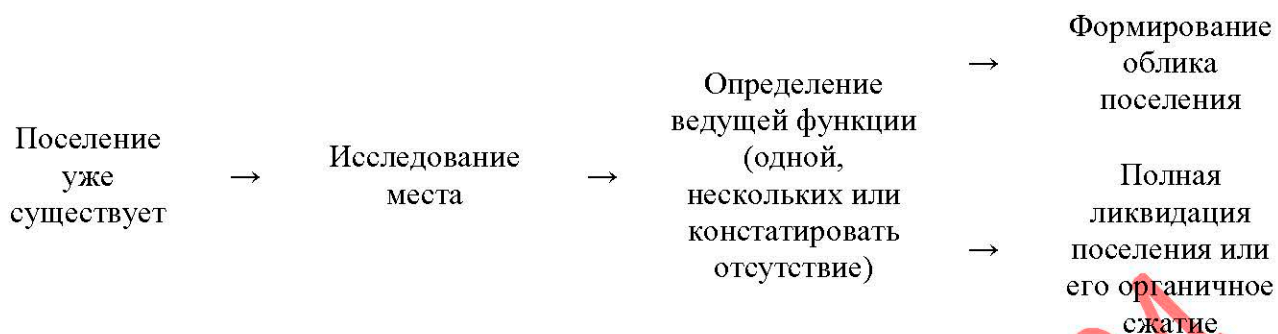 Поселение
уже
существует
→
Исследование
места
→
Определение
ведущей функции
(одной,
нескольких или
констатировать
отсутствие)
→
Формирование
облика
поселения
→
Полная
ликвидация
поселения или
его органичное
сжатие